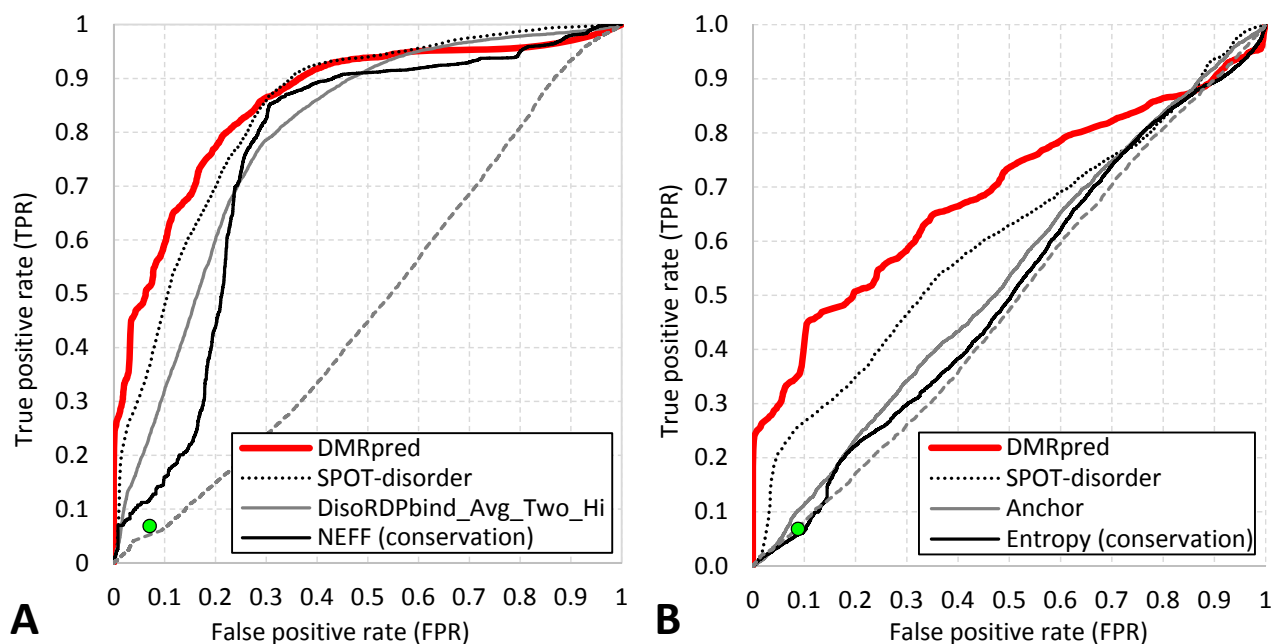 1
0.9
0.8
0.7
0.6
0.5
0.4
0.3
0.2
0.1
0
True positive rate (TPR)
DMRpred
SPOT-disorder
DisoRDPbind_Avg_Two_Hi
NEFF (conservation)
0 0.1 0.2 0.3 0.4 0.5 0.6 0.7 0.8 0.9 1
False positive rate (FPR)
A
1.0
0.9
0.8
0.7
0.6
0.5
0.4
0.3
0.2
0.1
0.0
True positive rate (TPR)
DMRpred
SPOT-disorder
Anchor
Entropy (conservation)
0 0.1 0.2 0.3 0.4 0.5 0.6 0.7 0.8 0.9 1
False positive rate (FPR)
B